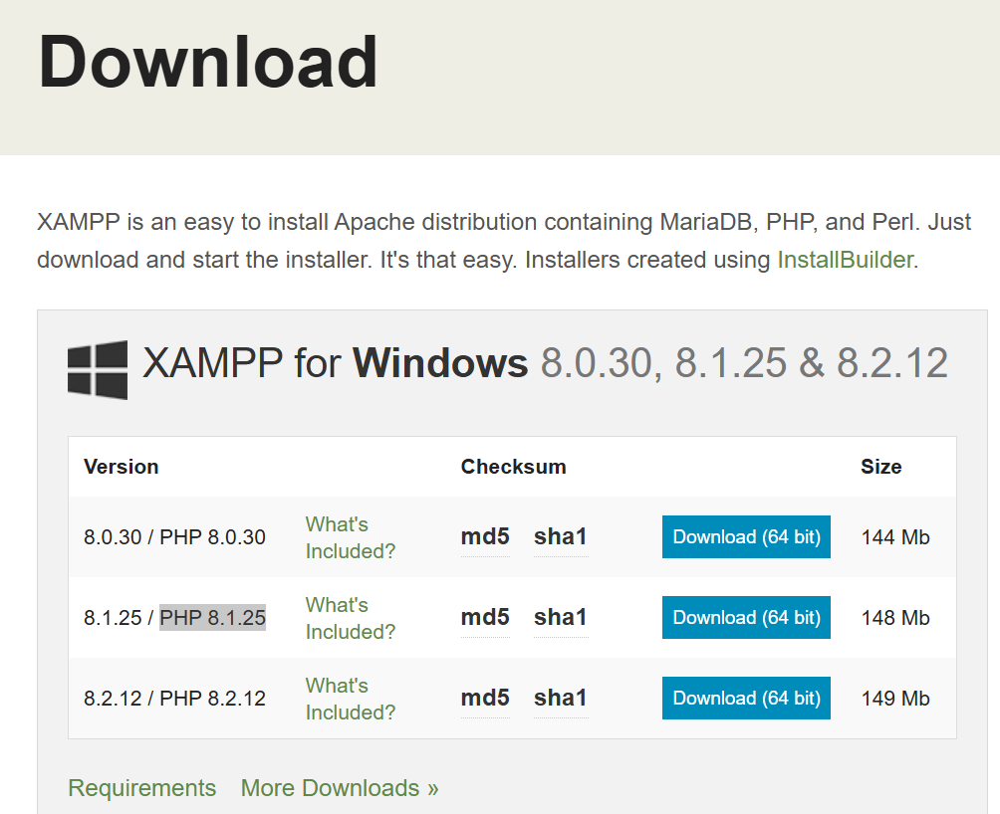 Download
XAMPP is an easy to install Apache distribution containing MariaDB, PHP, and Perl. Just
download and start the installer. It's that easy. Installers created using InstallBuilder.
XAMPP for Windows 8.0.30, 8.1.25 & 8.2.12
Version Checksum Size
8.0.30 / PHP 8.0.30 What's Included? md5 sha1 Download (64 bit) 144 Mb
8.1.25 / PHP 8.1.25 What's Included? md5 sha1 Download (64 bit) 148 Mb
8.2.12 / PHP 8.2.12 What's Included? md5 sha1 Download (64 bit) 149 Mb
Requirements More Downloads »